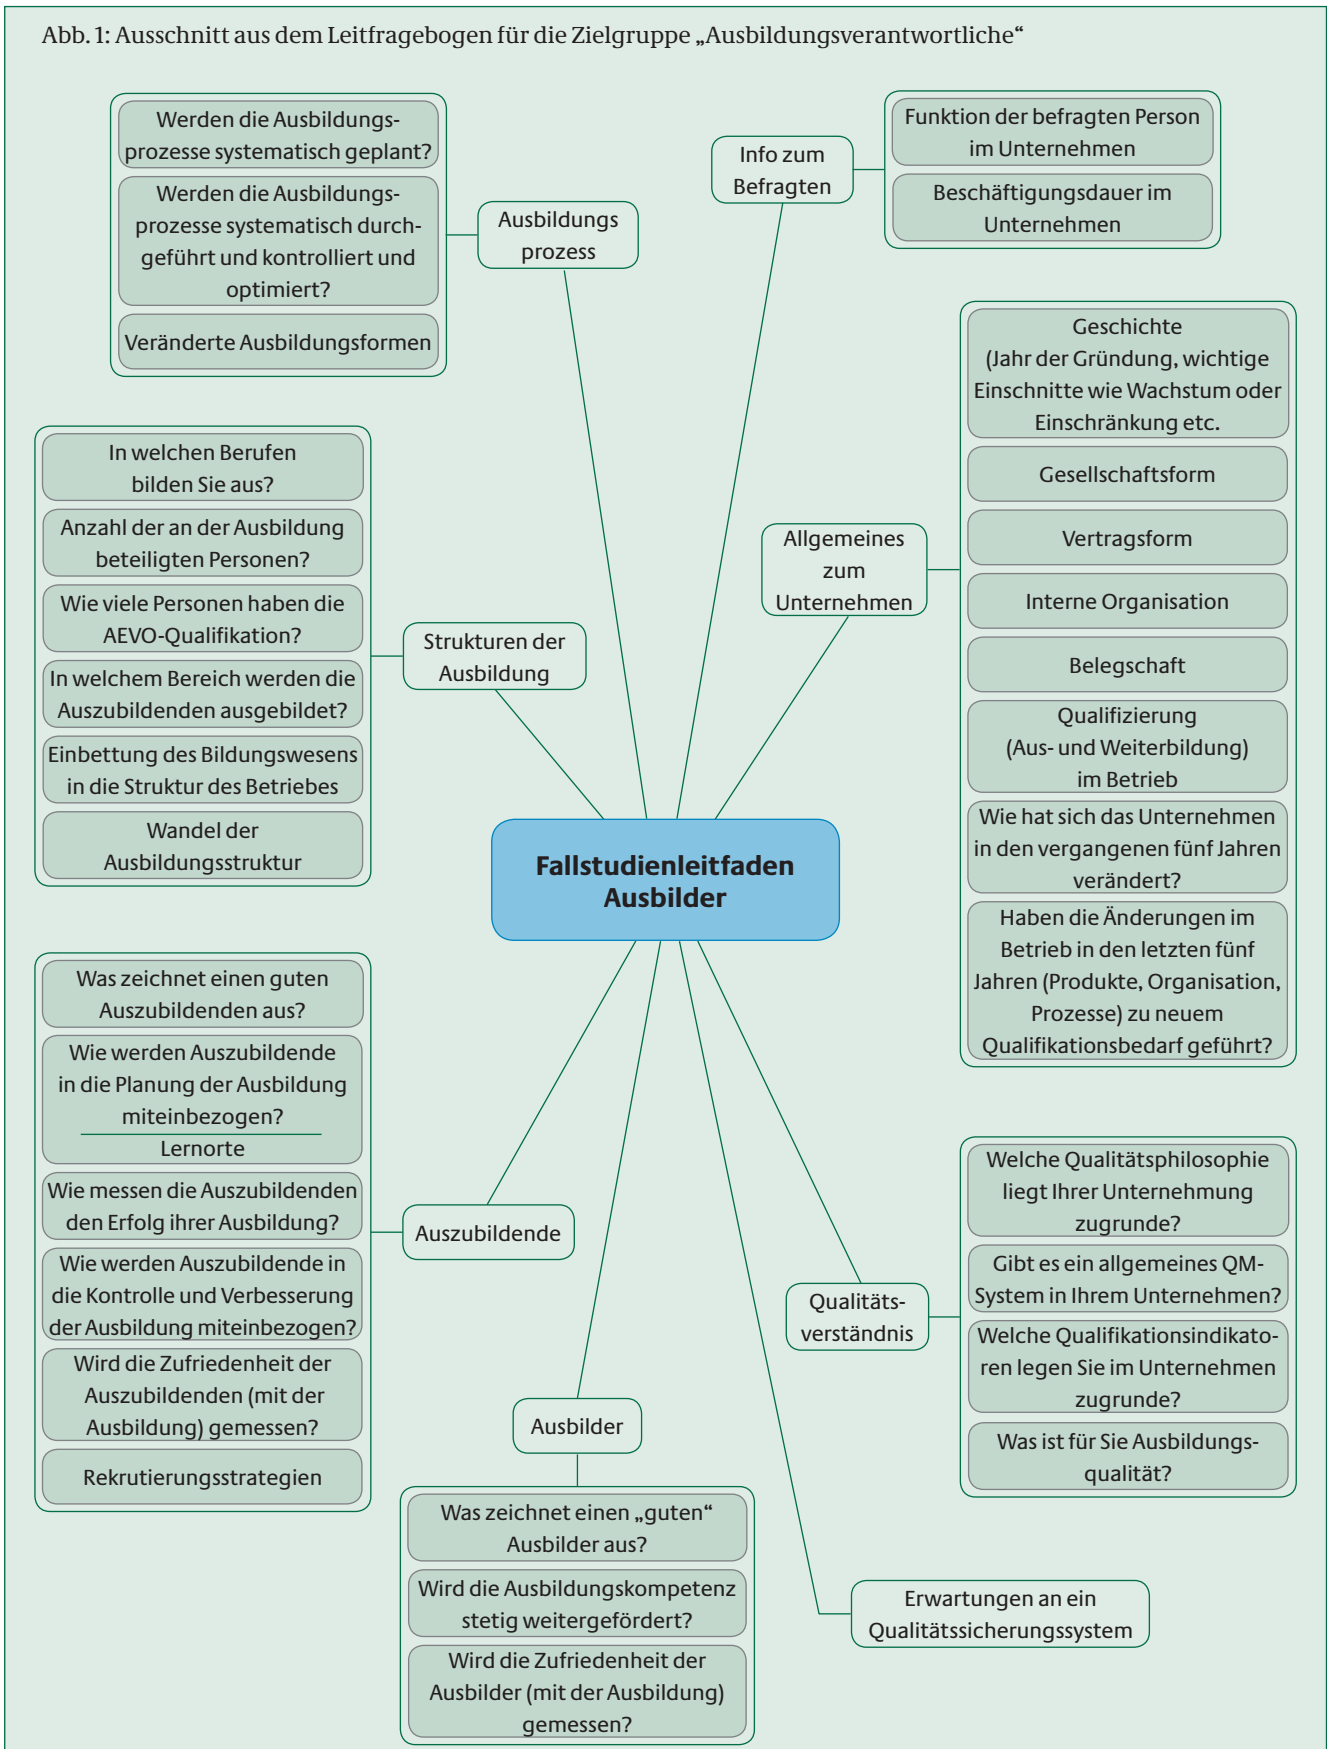 Abb. 1: Ausschnitt aus dem Leitfragebogen für die Zielgruppe „Ausbildungsverantwortliche“
Werden die Ausbildungs-
prozesse systematisch geplant?
Werden die Ausbildungs-
prozesse systematisch durch-
geführt und kontrolliert und
optimiert?
Veränderte Ausbildungsformen
Ausbildungs
prozess
Info zum
Befragten
Funktion der befragten Person
im Unternehmen
Beschäftigungsdauer im
Unternehmen
In welchen Berufen
bilden Sie aus?
Anzahl der an der Ausbildung
beteiligten Personen?
Wie viele Personen haben die
AEVO-Qualifikation?
In welchem Bereich werden die
Auszubildenden ausgebildet?
Einbettung des Bildungswesens
in die Struktur des Betriebes
Wandel der
Ausbildungsstruktur
Strukturen der
Ausbildung
Allgemeines
zum
Unternehmen
Geschichte
(Jahr der Gründung, wichtige
Einschnitte wie Wachstum oder
Einschränkung etc.
Gesellschaftsform
Vertragsform
Interne Organisation
Belegschaft
Qualifizierung
(Aus- und Weiterbildung)
im Betrieb
Wie hat sich das Unternehmen
in den vergangenen fünf Jahren
verändert?
Haben die Änderungen im
Betrieb in den letzten fünf
Jahren (Produkte, Organisation,
Prozesse) zu neuem
Qualifikationsbedarf geführt?
Fallstudienleitfaden
Ausbilder
Was zeichnet einen guten
Auszubildenden aus?
Wie werden Auszubildende
in die Planung der Ausbildung
miteinbezogen?
Lernorte
Wie messen die Auszubildenden
den Erfolg ihrer Ausbildung?
Wie werden Auszubildende in
die Kontrolle und Verbesserung
der Ausbildung miteinbezogen?
Wird die Zufriedenheit der
Auszubildenden (mit der
Ausbildung) gemessen?
Rekrutierungsstrategien
Auszubildende
Qualitäts-
verständnis
Welche Qualitätsphilosophie
liegt Ihrer Unternehmung
zugrunde?
Gibt es ein allgemeines QM-
System in Ihrem Unternehmen?
Welche Qualifikationsindikato-
ren legen Sie im Unternehmen
zugrunde?
Was ist für Sie Ausbildungs-
qualität?
Ausbilder
Was zeichnet einen „guten“
Ausbilder aus?
Wird die Ausbildungskompetenz
stetig weitergefördert?
Wird die Zufriedenheit der
Ausbilder (mit der Ausbildung)
gemessen?
Erwartungen an ein
Qualitätssicherungssystem